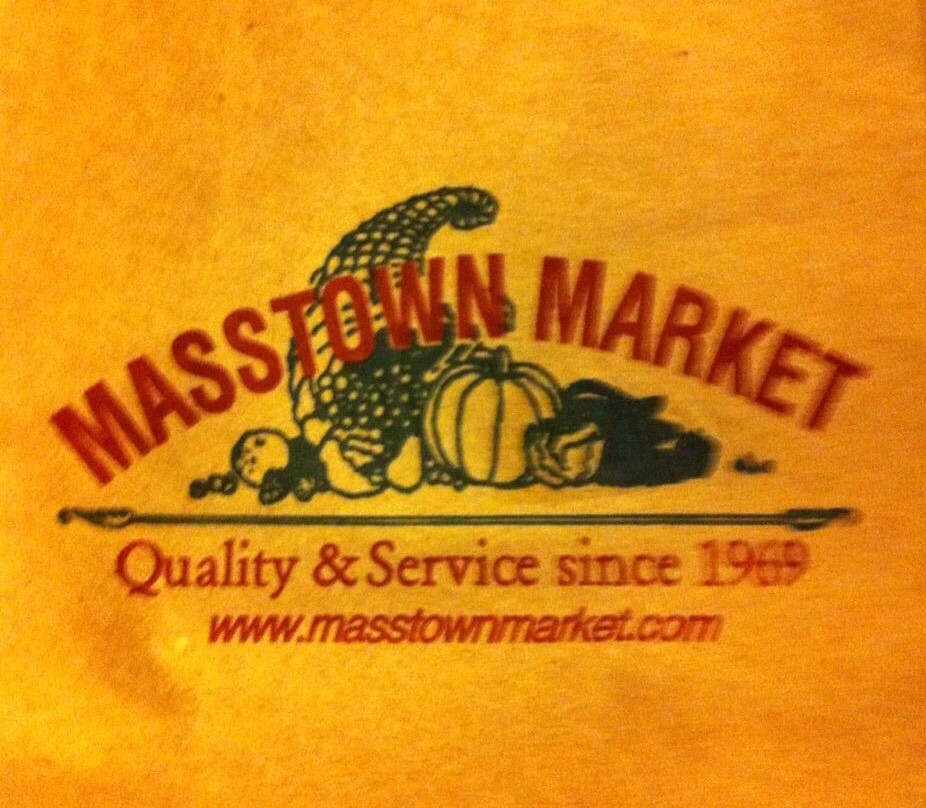 MASSTOWN MARKET
Quality & Service since 1969
www.masstownmarket.com